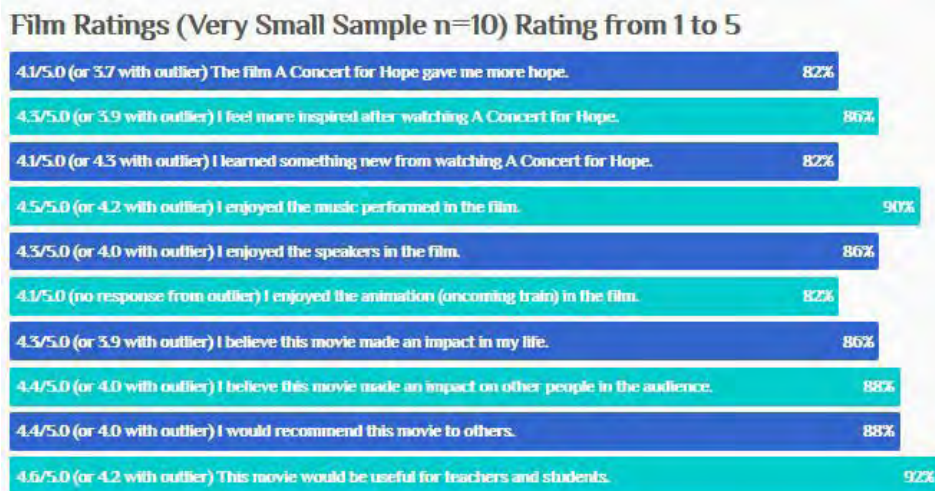 Film Ratings (Very Small Sample n=10) Rating from 1 to 5
4.1/5.0 (or 3.7 with outlier) The film A Concert for Hope gave me more hope. 82%
4.3/5.0 (or 3.9 with outlier) I feel more inspired after watching A Concert for Hope. 86%
4.1/5.0 (or 4.3 with outlier) I learned something new from watching A Concert for Hope. 82%
4.5/5.0 (or 4.2 with outlier) I enjoyed the music performed in the film. 90%
4.3/5.0 (or 4.0 with outlier) I enjoyed the speakers in the film. 86%
4.1/5.0 (no response from outlier) I enjoyed the animation (oncoming train) in the film. 82%
4.3/5.0 (or 3.9 with outlier) I believe this movie made an impact in my life. 86%
4.4/5.0 (or 4.0 with outlier) I believe this movie made an impact on other people in the audience. 88%
4.4/5.0 (or 4.0 with outlier) I would recommend this movie to others. 88%
4.6/5.0 (or 4.2 with outlier) This movie would be useful for teachers and students. 92%